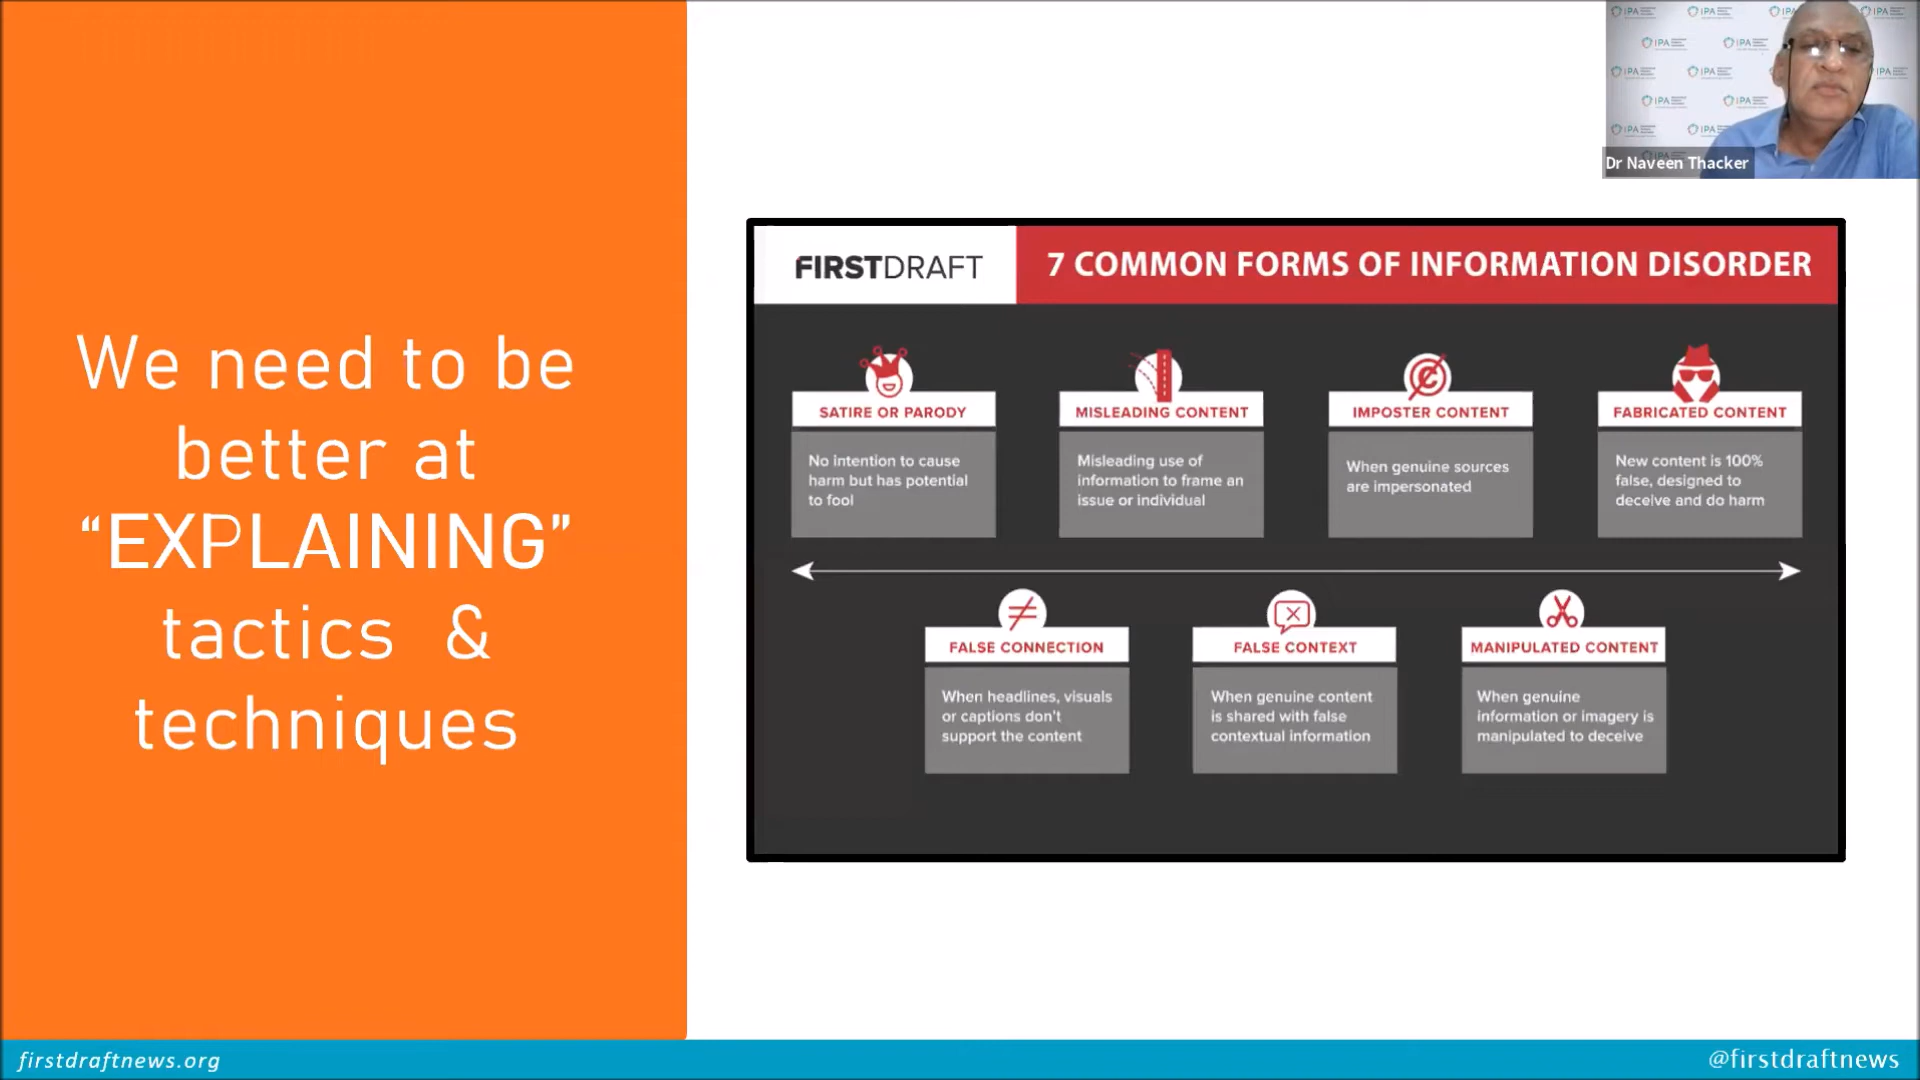 We need to be
better at
“EXPLAINING”
tactics &
techniques
IPA
Dr Naveen Thacker
FIRSTDRAFT
7 COMMON FORMS OF INFORMATION DISORDER
SATIRE OR PARODY
No intention to cause
harm but has potential
to fool
MISLEADING CONTENT
Misleading use of
information to frame an
issue or individual
IMPOSTER CONTENT
When genuine sources
are impersonated
FABRICATED CONTENT
New content is 100%
false, designed to
deceive and do harm
FALSE CONNECTION
When headlines, visuals
or captions don't
support the content
FALSE CONTEXT
When genuine content
is shared with false
contextual information
MANIPULATED CONTENT
When genuine
information or imagery is
manipulated to deceive
firstdraftnews.org
@firstdraftnews